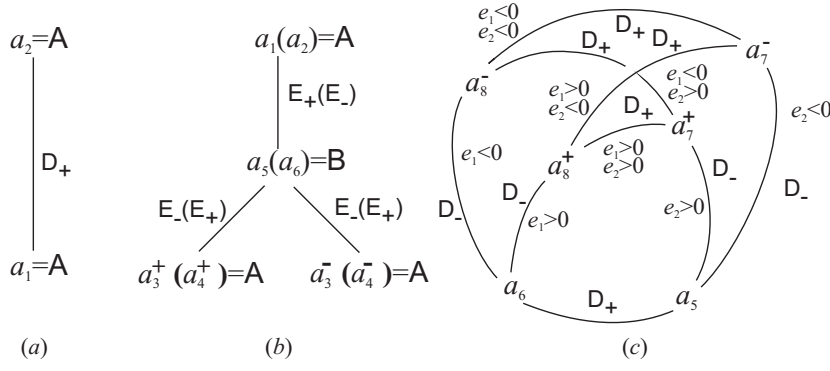 a₂=A
D₊
a₁=A
(a)
a₁(a₂)=A
E₊(E₋)
a₅(a₆)=B
E₋(E₊)
E₋(E₊)
a₃⁺(a₄⁺)=A
a₃⁻(a₄⁻)=A
(b)
e₁<0
e₂<0
D₊
D₊
D₊
a₇⁻
a₈⁻
e₁>0
e₂<0
e₁<0
e₂>0
D₊
a₇⁺
e₂<0
e₁<0
a₈⁺
e₁>0
e₂>0
D₋
D₋
D₋
D₋
e₁>0
e₂>0
a₆
a₅
D₊
(c)